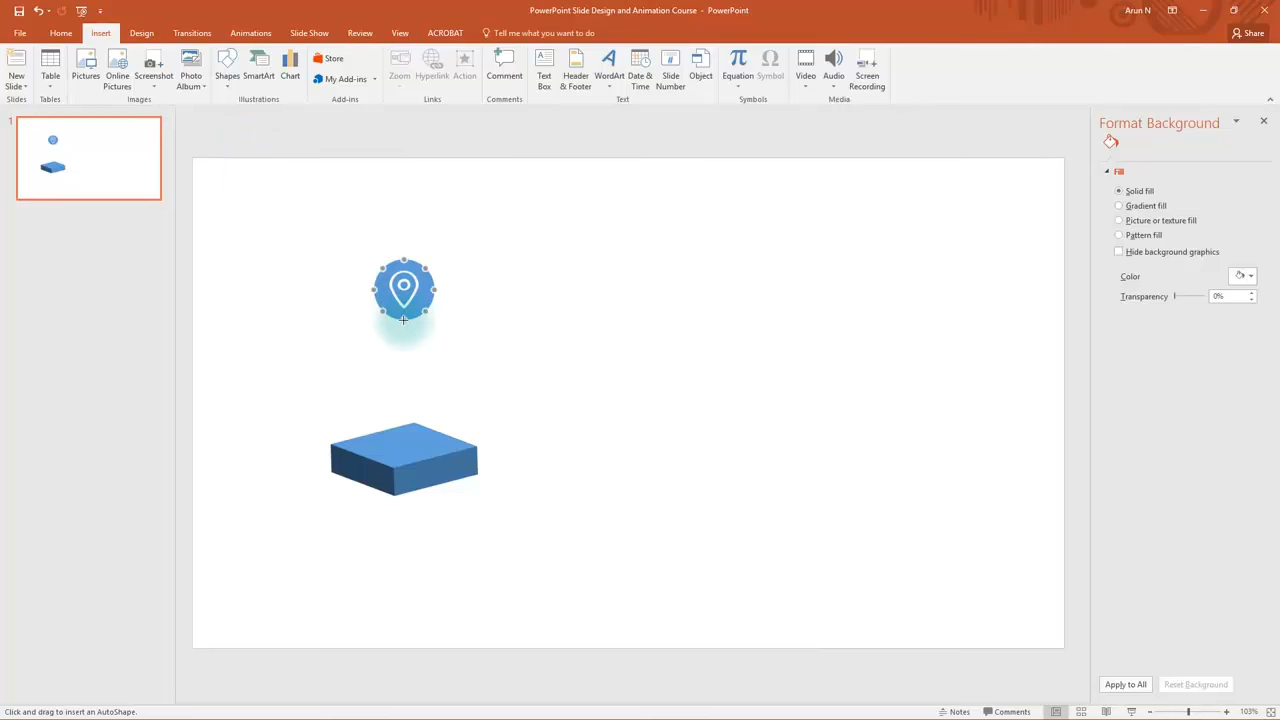 PowerPoint Slide Design and Animation Course - PowerPoint
Arun N
File Home Insert Design Transitions Animations Slide Show Review View ACROBAT Tell me what you want to do
Share
New Slide
Table
Pictures
Online Pictures
Screenshot
Photo Album
Shapes
SmartArt
Chart
Store
My Add-ins
Zoom
Hyperlink
Action
Comment
Text Box
Header & Footer
WordArt
Date & Time
Slide Number
Object
Equation
Symbol
Video
Audio
Screen Recording
Slides Tables Images Illustrations Add-ins Links Comments Text Symbols Media
1
Format Background
Solid fill
Gradient fill
Picture or texture fill
Pattern fill
Hide background graphics
Color
Transparency 0%
Apply to All Reset Background
Click and drag to insert an AutoShape.
Notes Comments 103%